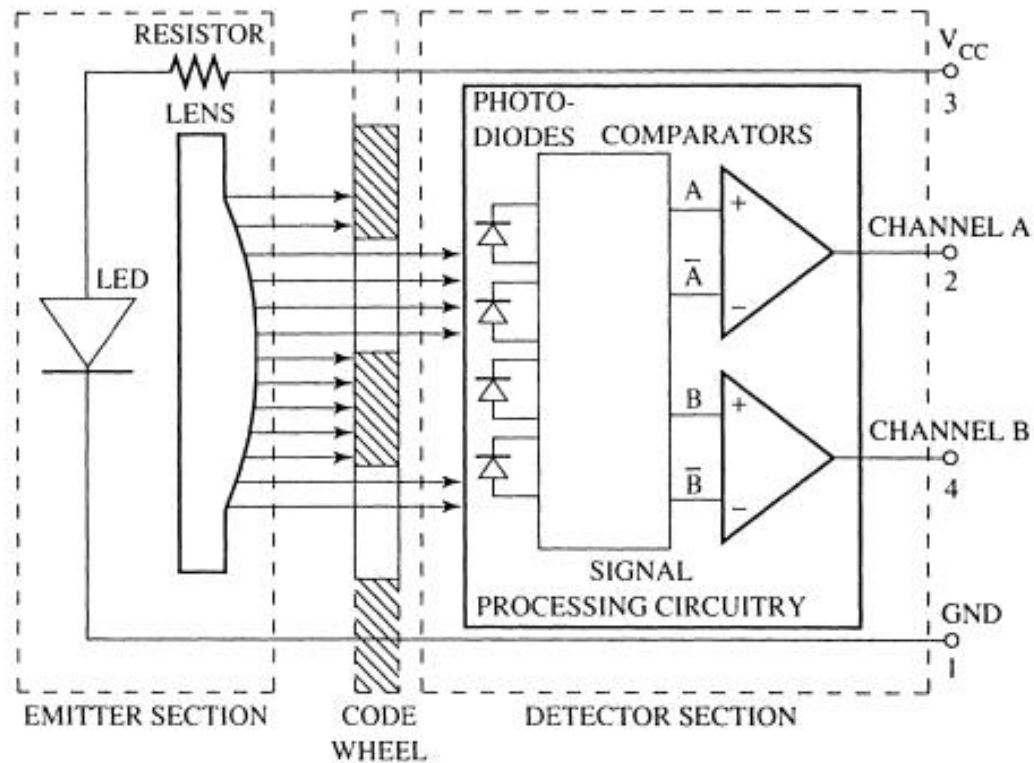 RESISTOR
LENS
LED
PHOTO-
DIODES
COMPARATORS
A
A̅
B
B̅
+
−
+
−
SIGNAL
PROCESSING CIRCUITRY
V_CC
3
CHANNEL A
2
CHANNEL B
4
GND
1
EMITTER SECTION
CODE
WHEEL
DETECTOR SECTION